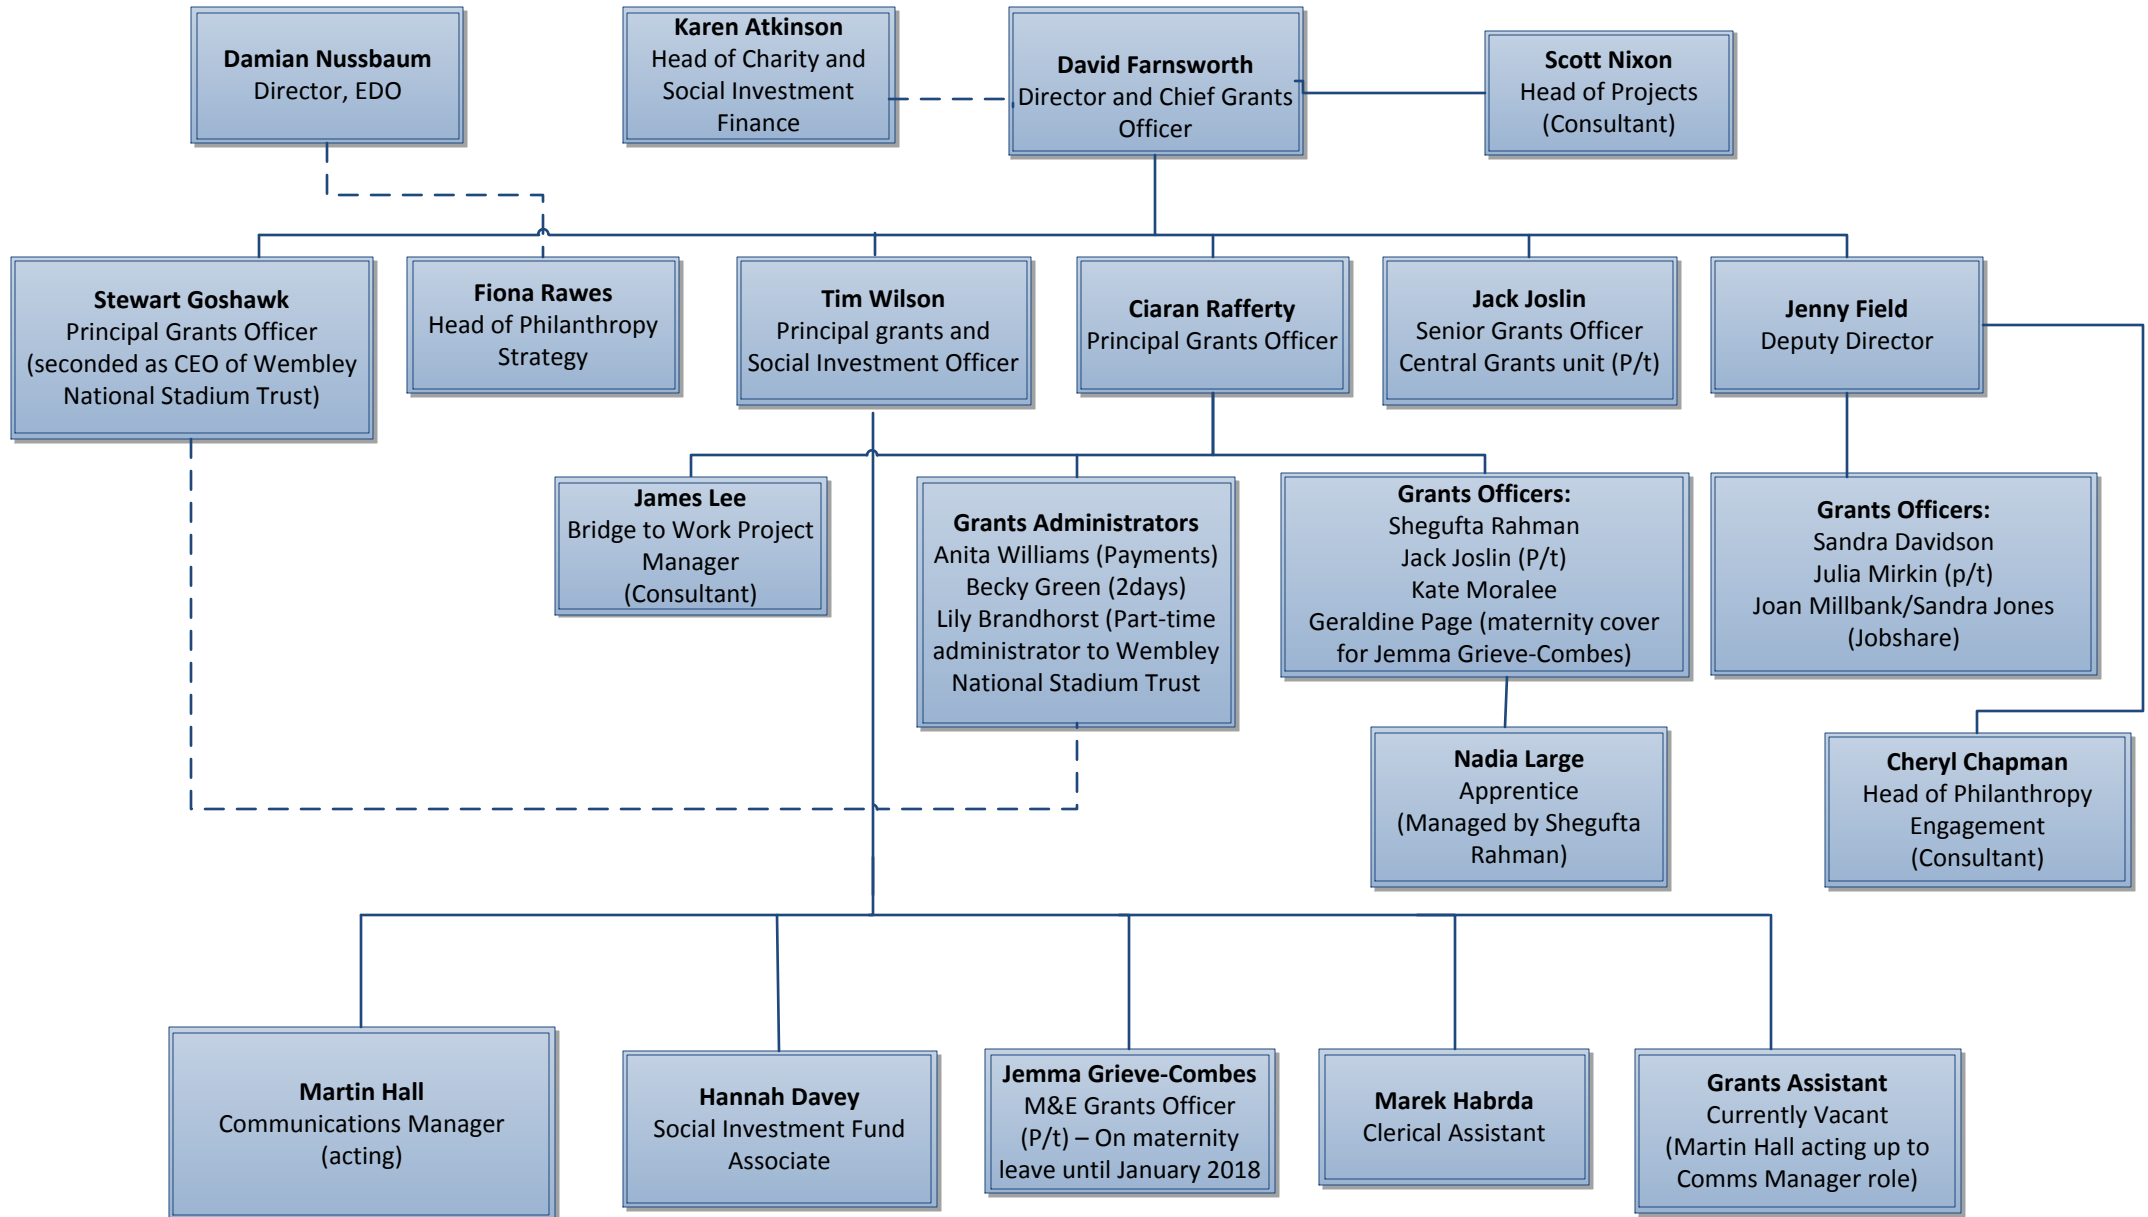 Damian Nussbaum
Director, EDO
Karen Atkinson
Head of Charity and
Social Investment
Finance
David Farnsworth
Director and Chief Grants
Officer
Scott Nixon
Head of Projects
(Consultant)
Stewart Goshawk
Principal Grants Officer
(seconded as CEO of Wembley
National Stadium Trust)
Fiona Rawes
Head of Philanthropy
Strategy
Tim Wilson
Principal grants and
Social Investment Officer
Ciaran Rafferty
Principal Grants Officer
Jack Joslin
Senior Grants Officer
Central Grants unit (P/t)
Jenny Field
Deputy Director
James Lee
Bridge to Work Project
Manager
(Consultant)
Grants Administrators
Anita Williams (Payments)
Becky Green (2days)
Lily Brandhorst (Part-time
administrator to Wembley
National Stadium Trust
Grants Officers:
Shegufta Rahman
Jack Joslin (P/t)
Kate Moralee
Geraldine Page (maternity cover
for Jemma Grieve-Combes)
Grants Officers:
Sandra Davidson
Julia Mirkin (p/t)
Joan Millbank/Sandra Jones
(Jobshare)
Nadia Large
Apprentice
(Managed by Shegufta
Rahman)
Cheryl Chapman
Head of Philanthropy
Engagement
(Consultant)
Martin Hall
Communications Manager
(acting)
Hannah Davey
Social Investment Fund
Associate
Jemma Grieve-Combes
M&E Grants Officer
(P/t) – On maternity
leave until January 2018
Marek Habrda
Clerical Assistant
Grants Assistant
Currently Vacant
(Martin Hall acting up to
Comms Manager role)